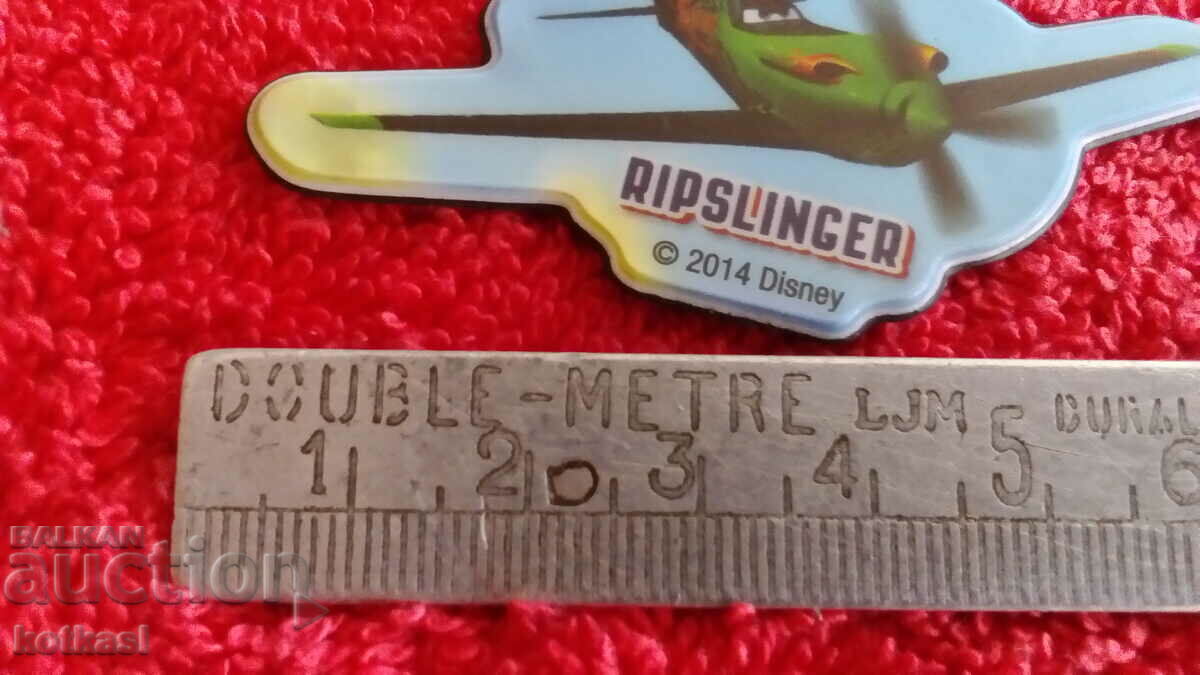 RIPSLINGER
© 2014 Disney
DOUBLE-METRE LJM
1 2 3 4 5 6
BALKAN
auction
kotkasl